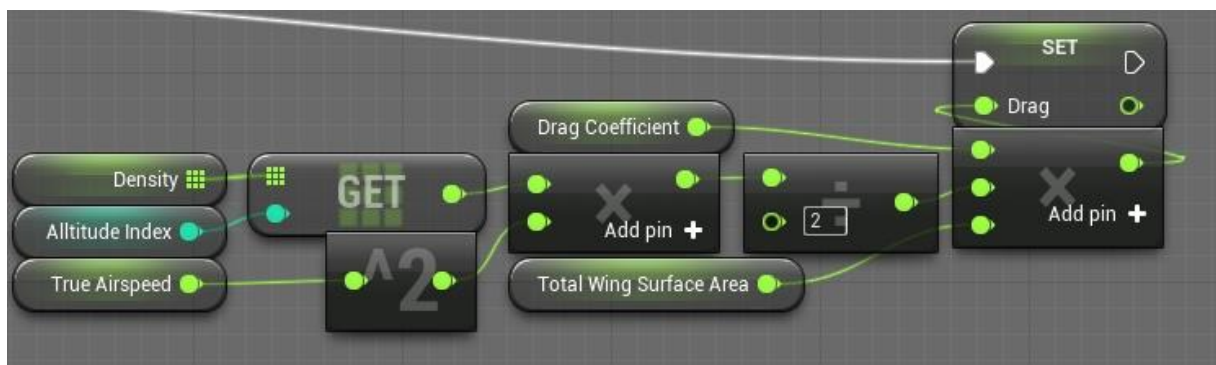 SET
Drag
Drag Coefficient
Density
GET
Add pin +
2
Add pin +
Alltitude Index
True Airspeed
^2
Total Wing Surface Area